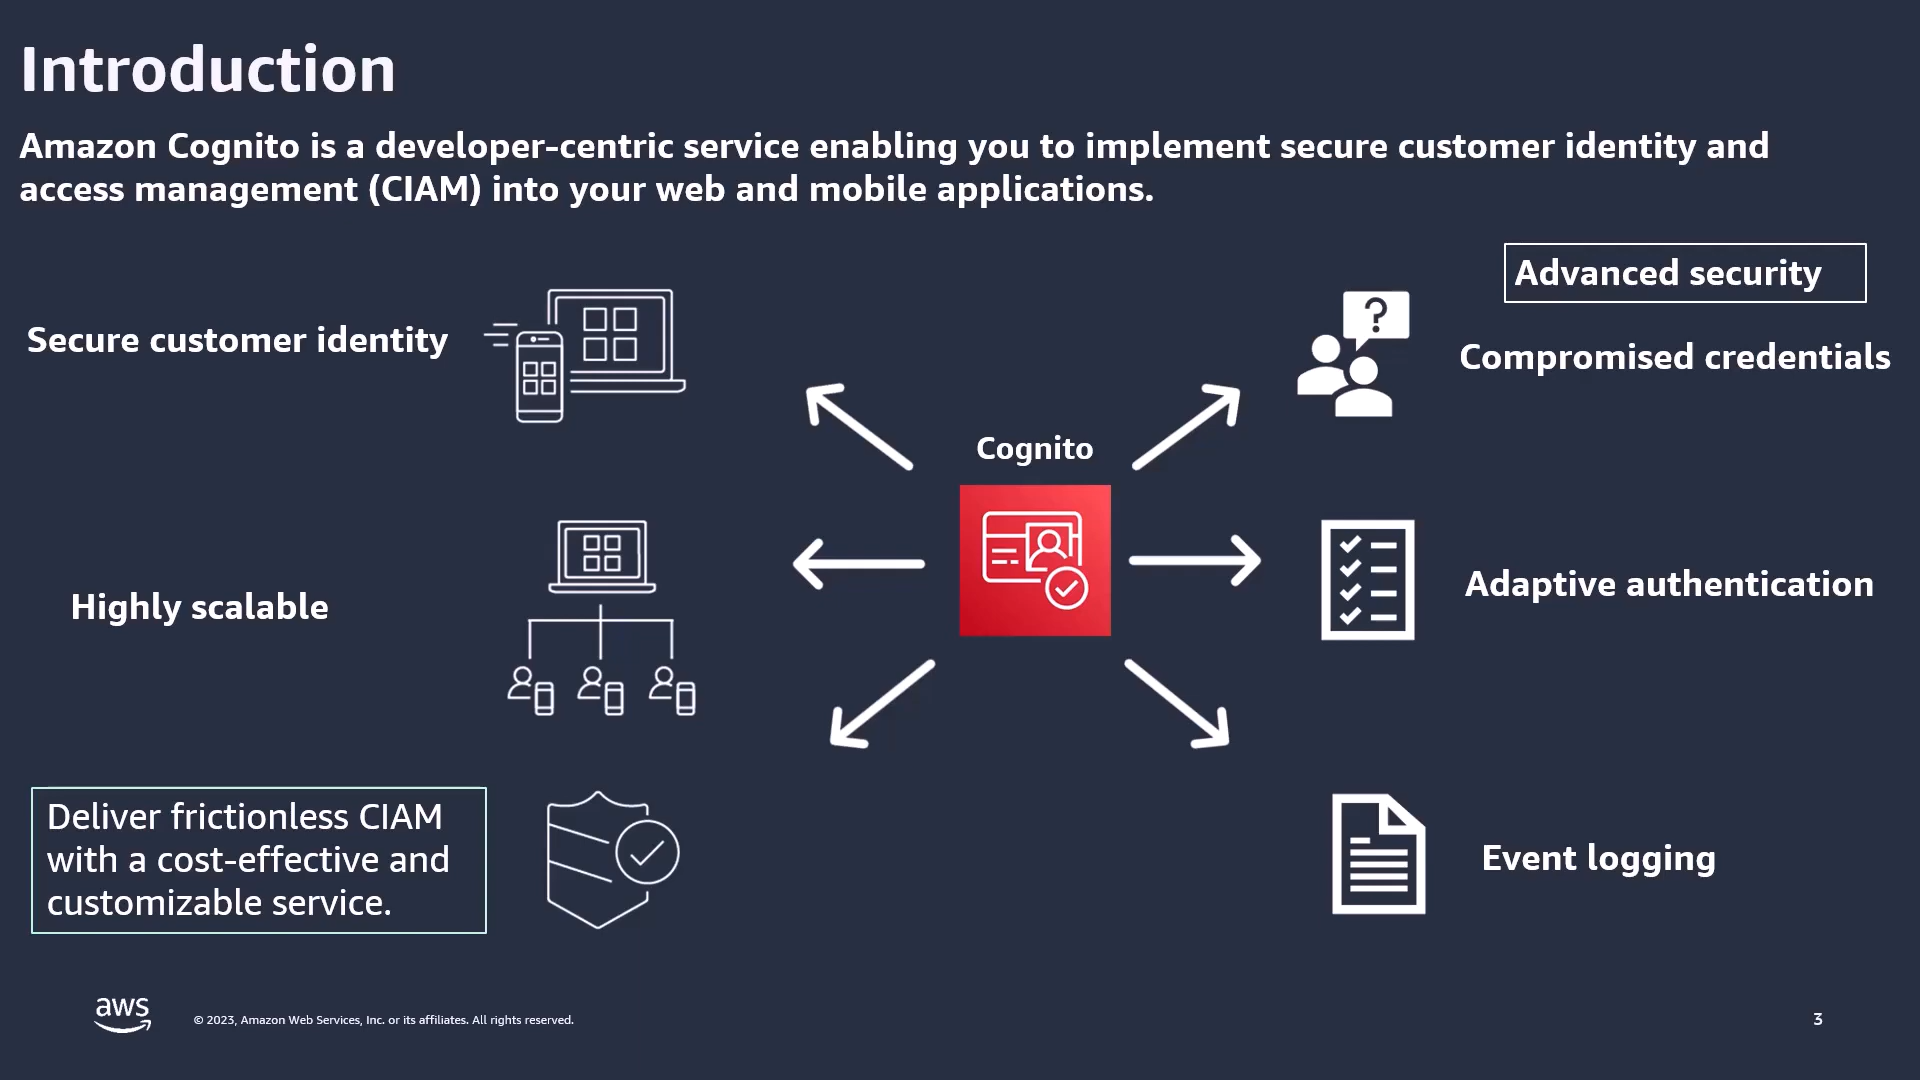 Introduction
Amazon Cognito is a developer-centric service enabling you to implement secure customer identity and
access management (CIAM) into your web and mobile applications.
Secure customer identity
Highly scalable
Deliver frictionless CIAM
with a cost-effective and
customizable service.
Cognito
?
Advanced security
Compromised credentials
Adaptive authentication
Event logging
aws
© 2023, Amazon Web Services, Inc. or its affiliates. All rights reserved.
3